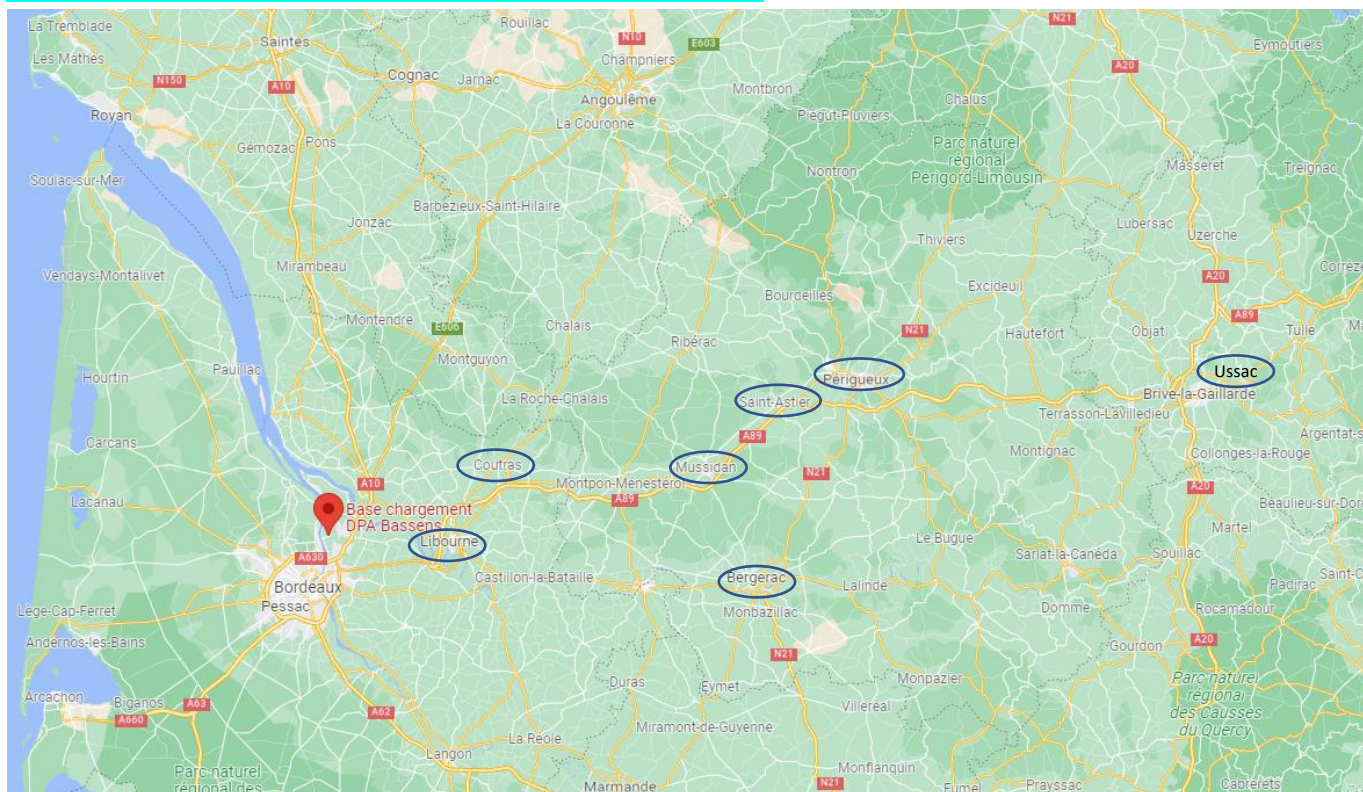 La Tremblade
Rouillac
N21
Saintes
N10
E603
Eymoutiers
Les Mathes
Champniers
A20
N150
Cognac
Jarnac
A10
Montbron
Angoulême
Chalus
Royan
Piégut-Pluviers
La Couronne
Gémozac
Pons
Parc naturel
régional
Périgord-Limousin
Masseret
Treignac
Soulac-sur-Mer
Nontron
Barbezieux-Saint-Hilaire
Jonzac
Lubersac
Uzerche
Thiviers
Mirambeau
Vendays-Montalivet
A20
Corrèze
Excideuil
Bourdeilles
Montendre
E606
Chalais
A89
N21
Hautefort
Objat
Tulle
Ribérac
Montguyon
Pauillac
Périgueux
Ussac
Hourtin
Brive-la-Gaillarde
La Roche-Chalais
Saint-Astier
Terrasson-Lavilledieu
Carcans
A89
Argentat-s
Montignac
Collonges-la-Rouge
Coutras
Mussidan
N21
A10
Montpon-Ménestérol
A89
A20
Lacanau
Beaulieu-sur-Dor
Base chargement
DPA Bassens
Martel
Libourne
Le Bugue
A630
Sarlat-la-Canéda
Souillac
Castillon-la-Bataille
Bergerac
Lalinde
Saint-C
Bordeaux
Padirac
Pessac
Monbazillac
Domme
Rocamadour
Lège-Cap-Ferret
Andernos-les-Bains
A20
Gourdon
N21
Duras
Eymet
Monpazier
Parc naturel
régional
des Causses
du Quercy
Arcachon
Biganos
A63
A660
A62
Villeréal
Miramont-de-Guyenne
La Réole
Langon
Monflanquin
Parc naturel
régional des
Marmande
N21
Fumel
Prayssac
Cabrerets